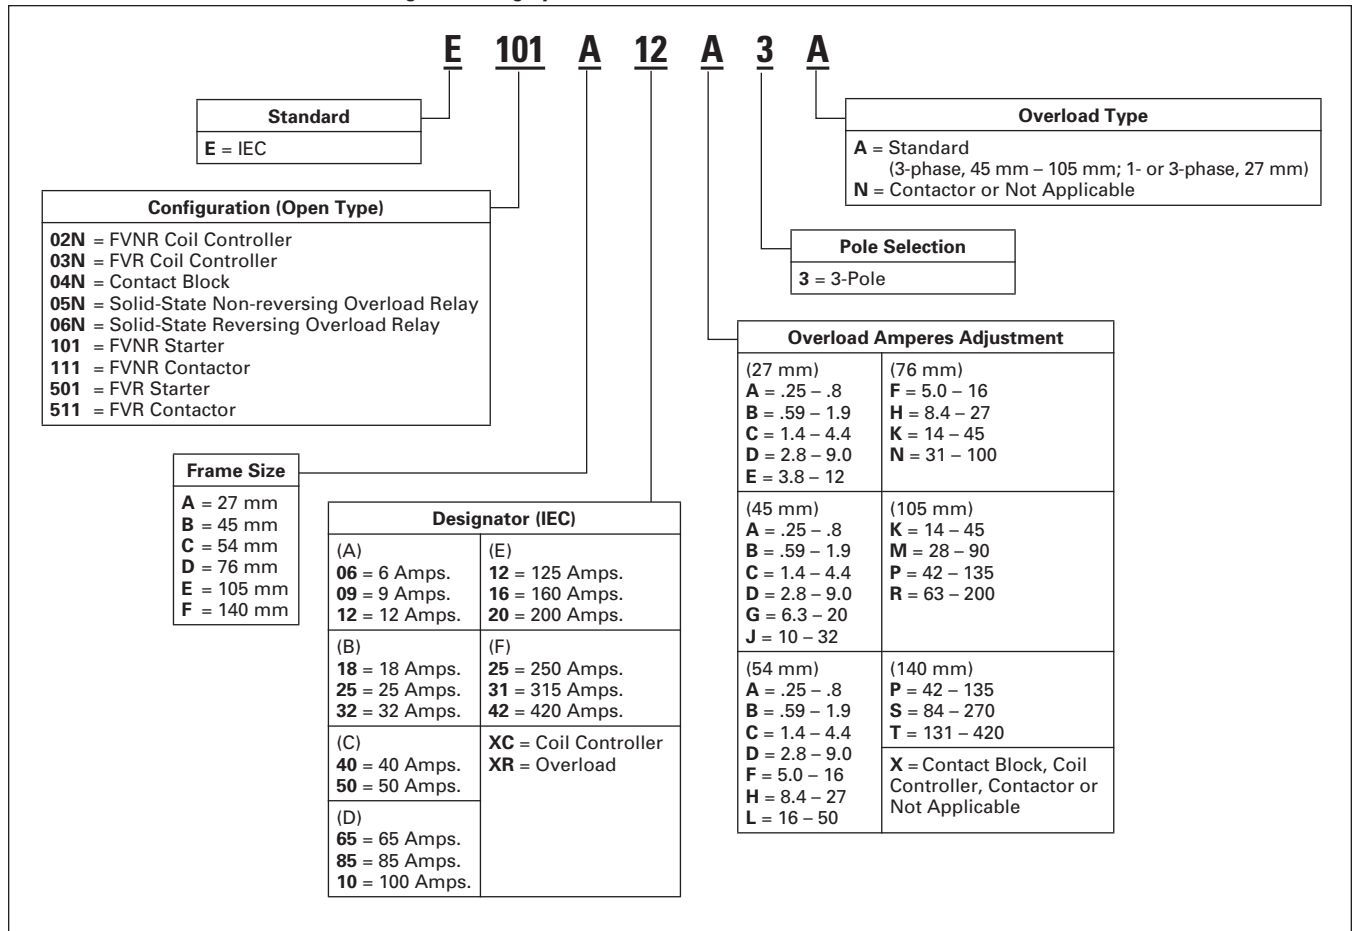 E 101 A 12 A 3 A
Standard
E = IEC
Overload Type
A = Standard
(3-phase, 45 mm – 105 mm; 1- or 3-phase, 27 mm)
N = Contactor or Not Applicable
Configuration (Open Type)
02N = FVNR Coil Controller
03N = FVR Coil Controller
04N = Contact Block
05N = Solid-State Non-reversing Overload Relay
06N = Solid-State Reversing Overload Relay
101 = FVNR Starter
111 = FVNR Contactor
501 = FVR Starter
511 = FVR Contactor
Pole Selection
3 = 3-Pole
Overload Amperes Adjustment
(27 mm)
A = .25 – .8
B = .59 – 1.9
C = 1.4 – 4.4
D = 2.8 – 9.0
E = 3.8 – 12
(76 mm)
F = 5.0 – 16
H = 8.4 – 27
K = 14 – 45
N = 31 – 100
(45 mm)
A = .25 – .8
B = .59 – 1.9
C = 1.4 – 4.4
D = 2.8 – 9.0
G = 6.3 – 20
J = 10 – 32
(105 mm)
K = 14 – 45
M = 28 – 90
P = 42 – 135
R = 63 – 200
(54 mm)
A = .25 – .8
B = .59 – 1.9
C = 1.4 – 4.4
D = 2.8 – 9.0
F = 5.0 – 16
H = 8.4 – 27
L = 16 – 50
(140 mm)
P = 42 – 135
S = 84 – 270
T = 131 – 420
X = Contact Block, Coil
Controller, Contactor or
Not Applicable
Frame Size
A = 27 mm
B = 45 mm
C = 54 mm
D = 76 mm
E = 105 mm
F = 140 mm
Designator (IEC)
(A)
06 = 6 Amps.
09 = 9 Amps.
12 = 12 Amps.
(E)
12 = 125 Amps.
16 = 160 Amps.
20 = 200 Amps.
(B)
18 = 18 Amps.
25 = 25 Amps.
32 = 32 Amps.
(F)
25 = 250 Amps.
31 = 315 Amps.
42 = 420 Amps.
(C)
40 = 40 Amps.
50 = 50 Amps.
XC = Coil Controller
XR = Overload
(D)
65 = 65 Amps.
85 = 85 Amps.
10 = 100 Amps.